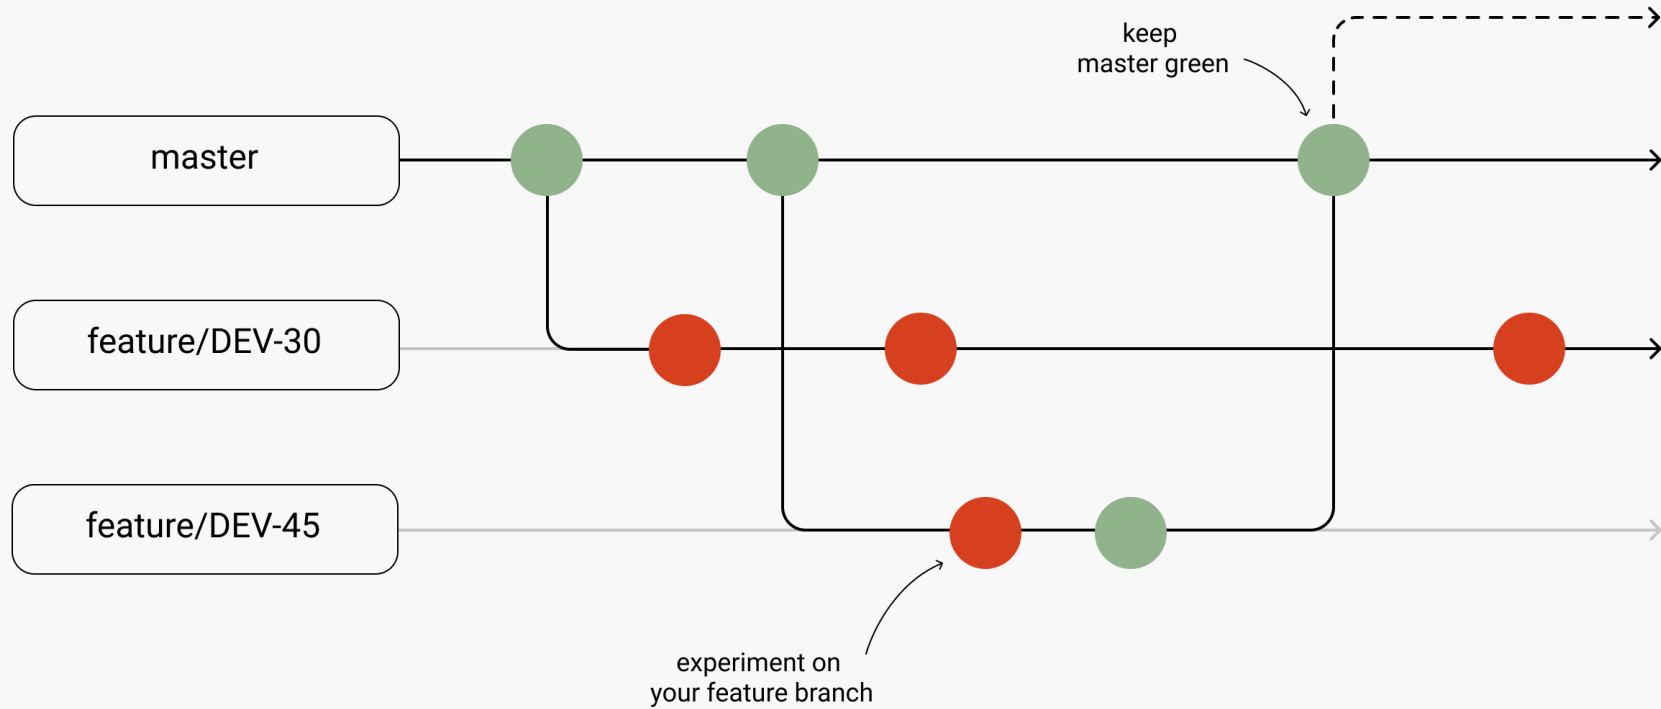 keep
master green
master
feature/DEV-30
feature/DEV-45
experiment on
your feature branch